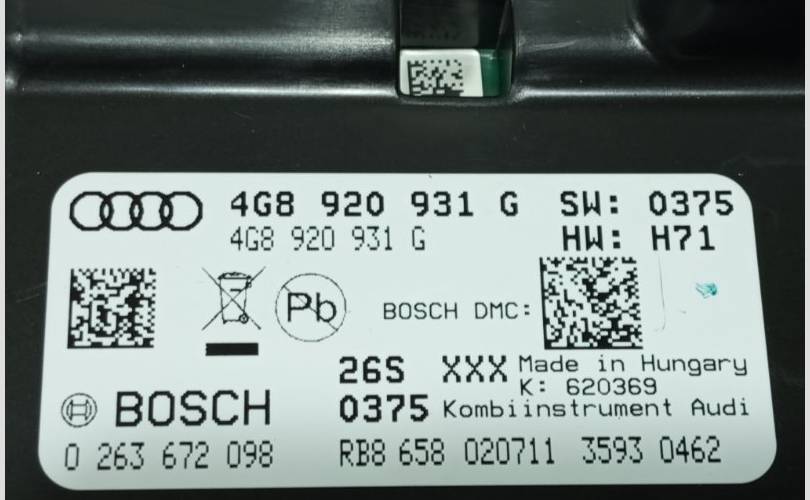 4G8 920 931 G SW: 0375
4G8 920 931 G HW: H71
Pb BOSCH DMC:
26S XXX Made in Hungary
K: 620369
BOSCH 0375 Kombiinstrument Audi
0 263 672 098 RB8 658 020711 3593 0462